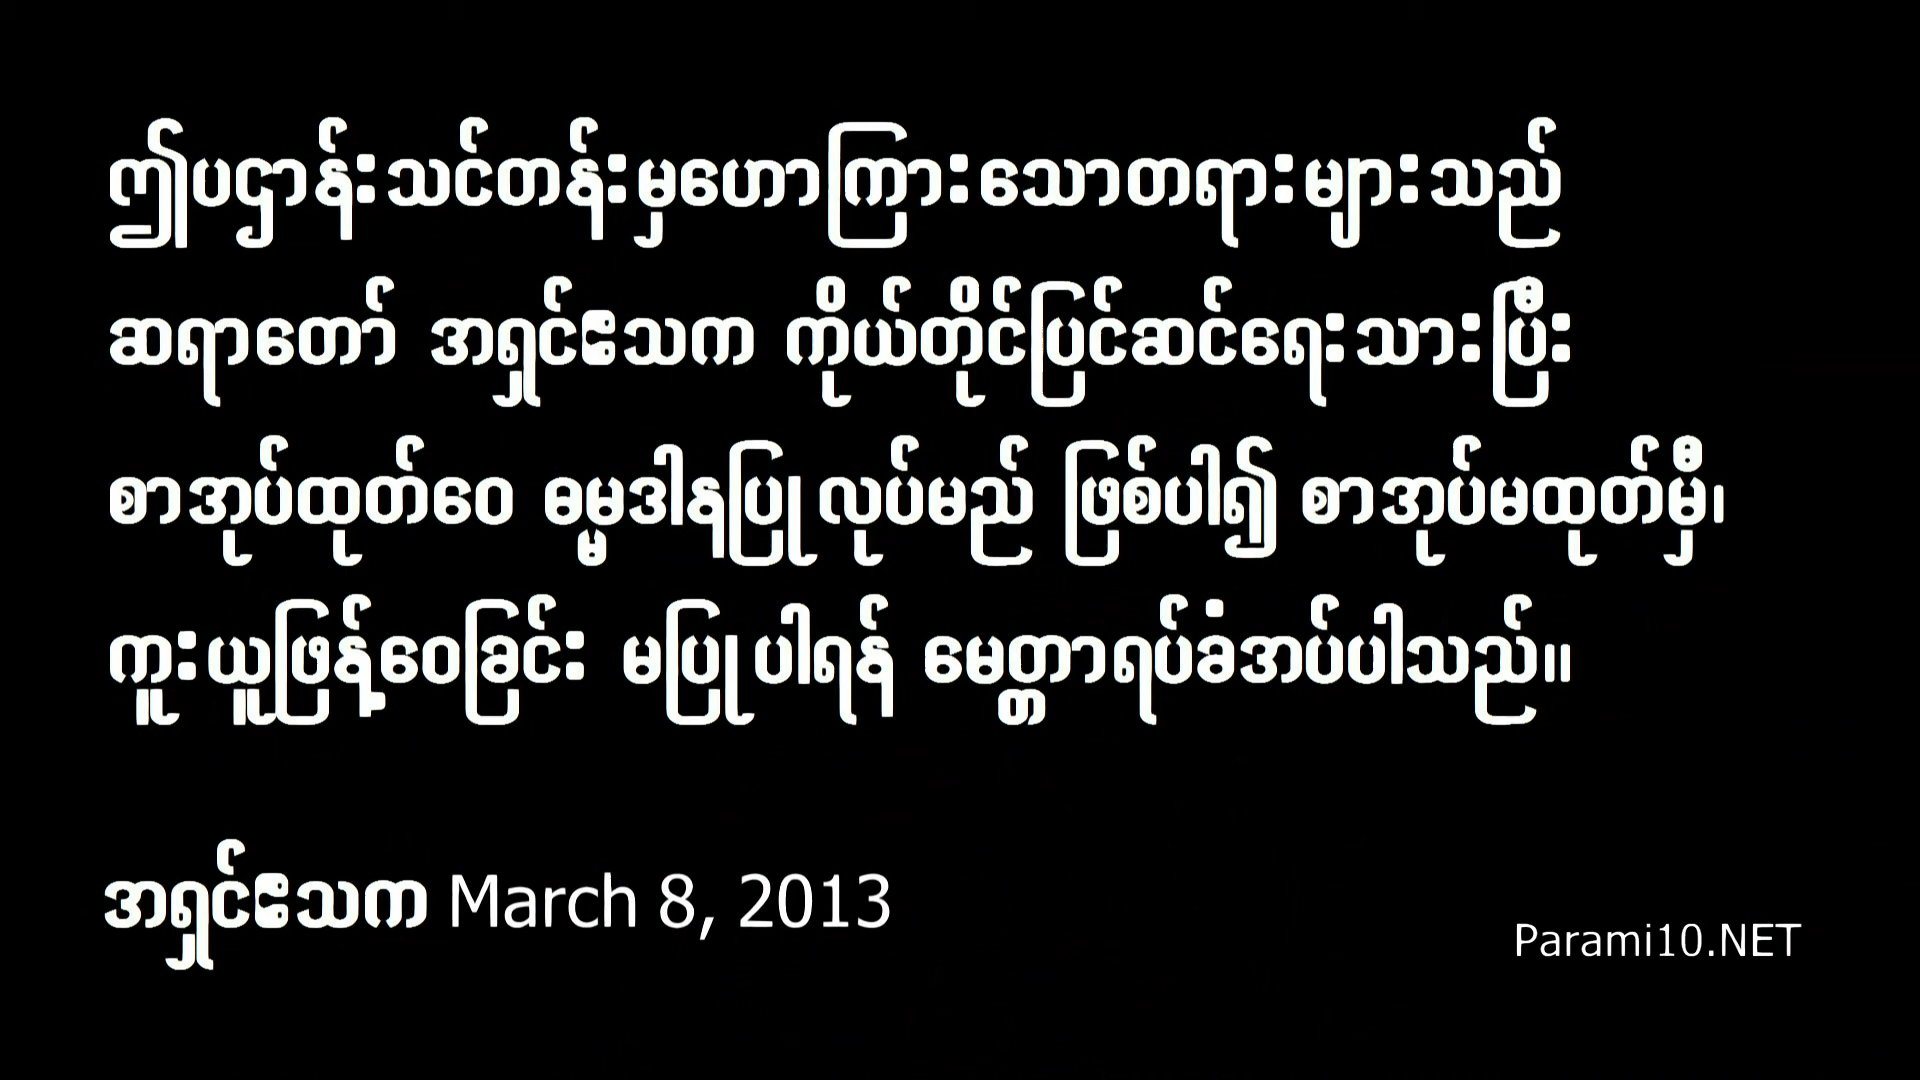 ဤပဌာန်းသင်တန်းမှဟောကြားသောတရားများသည်
ဆရာတော် အရှင်ဧသက ကိုယ်တိုင်ပြင်ဆင်ရေးသားပြီး
စာအုပ်ထုတ်ဝေ ဓမ္မဒါနပြုလုပ်မည် ဖြစ်ပါ၍ စာအုပ်မထုတ်မှီ၊
ကူးယူဖြန့်ဝေခြင်း မပြုပါရန် မေတ္တာရပ်ခံအပ်ပါသည်။
အရှင်ဧသက March 8, 2013
Parami10.NET